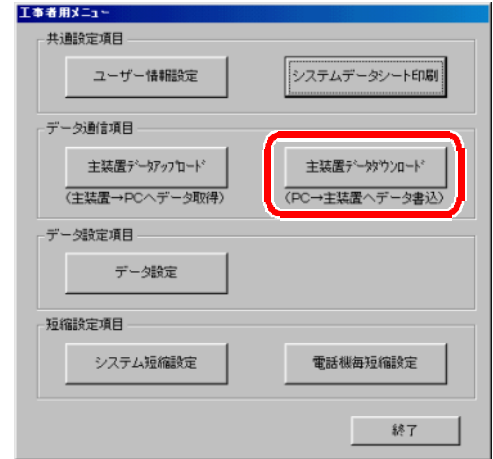 工事者用メニュー
共通設定項目
ユーザー情報設定
システムデータシート印刷
データ通信項目
主装置ﾃﾞｰﾀｱｯﾌﾟﾛｰﾄﾞ
主装置ﾃﾞｰﾀﾀﾞｳﾝﾛｰﾄﾞ
(主装置→PCへデータ取得)
(PC→主装置へデータ書込)
データ設定項目
データ設定
短縮設定項目
システム短縮設定
電話機毎短縮設定
終了